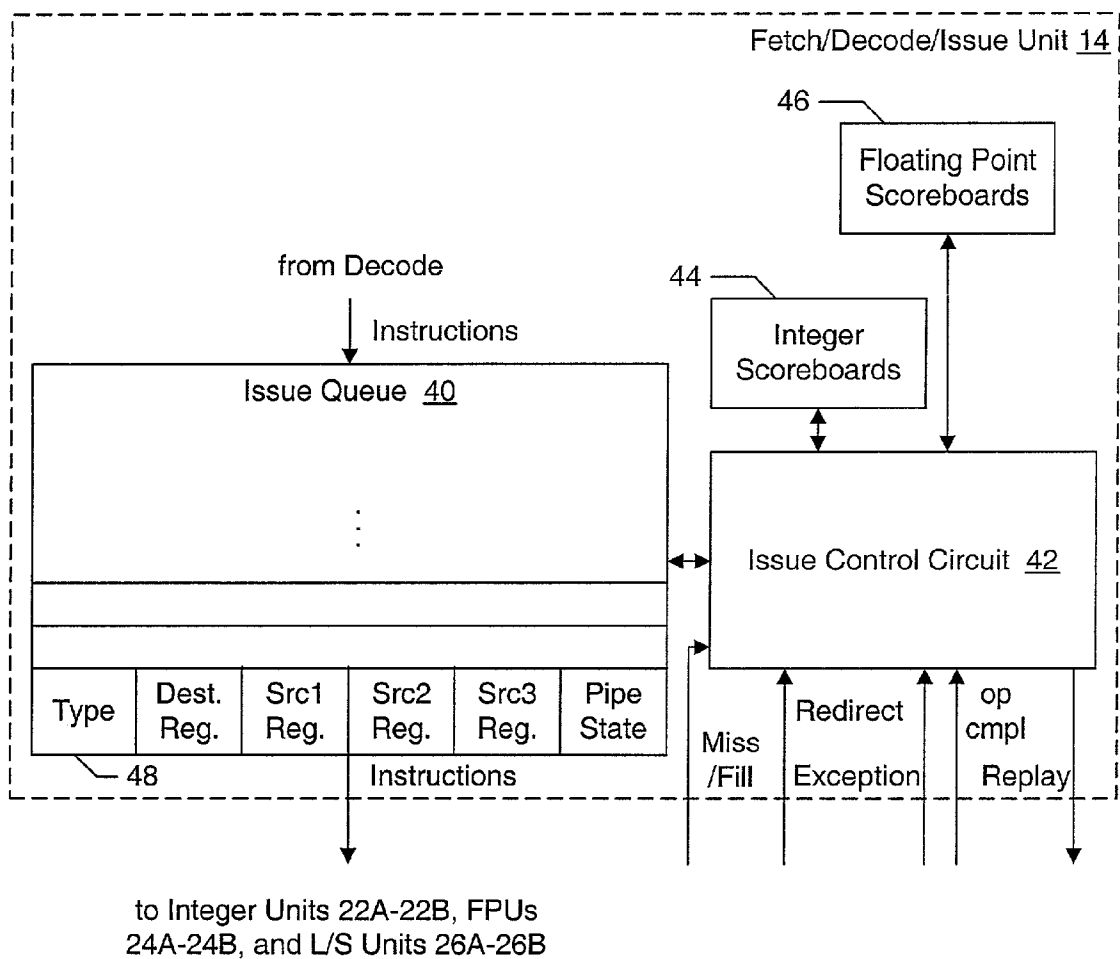 Fetch/Decode/Issue Unit 14
46
Floating Point
Scoreboards
from Decode
44
Instructions
Integer
Scoreboards
Issue Queue 40
Issue Control Circuit 42
Type
Dest.
Reg.
Src1
Reg.
Src2
Reg.
Src3
Reg.
Pipe
State
48
Instructions
Miss
/Fill
Redirect
Exception
op
cmpl
Replay
to Integer Units 22A-22B, FPUs
24A-24B, and L/S Units 26A-26B